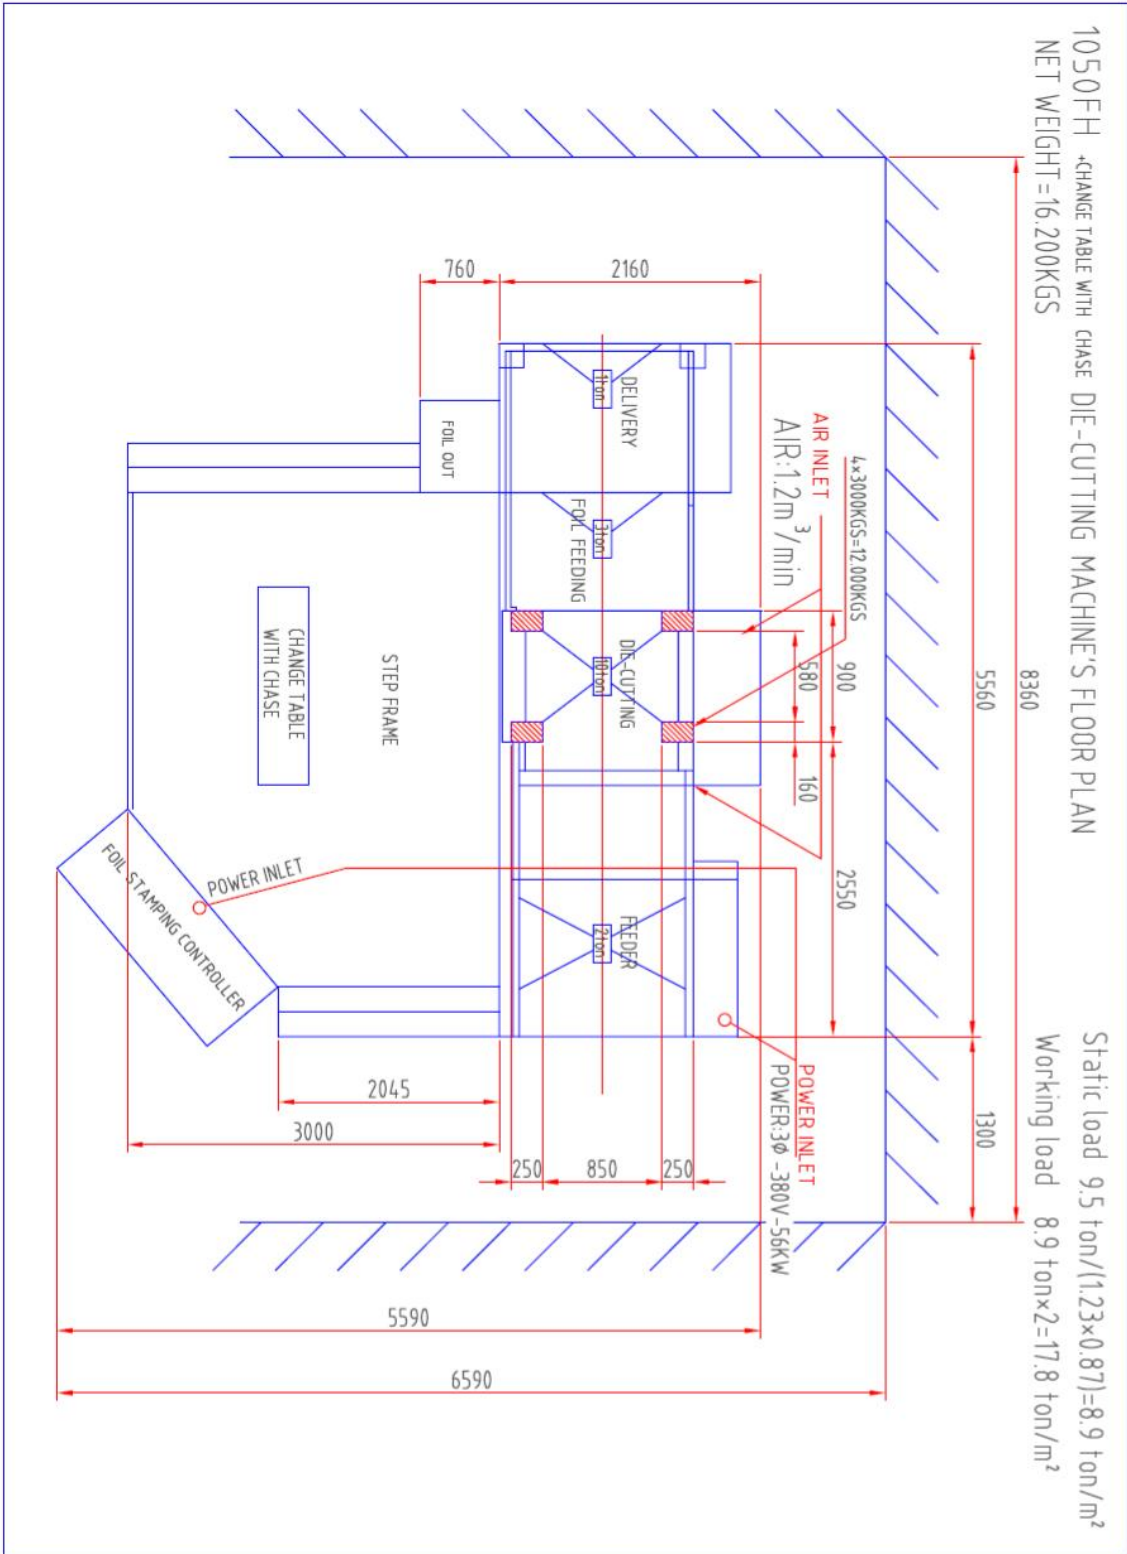 1050FH +CHANGE TABLE WITH CHASE DIE-CUTTING MACHINE'S FLOOR PLAN
NET WEIGHT=16.200KGS
Static load 9.5 ton/(1.23×0.87)=8.9 ton/m²
Working load 8.9 ton×2=17.8 ton/m²
8360
5560
1300
900
2550
580
160
4×3000KGS=12.000KGS
AIR INLET
AIR:1.2m³/min
POWER INLET
POWER:3Ø-380V-56KW
760
2160
DELIVERY
1ton
FOIL FEEDING
3ton
DIE-CUTTING
10ton
FEEDER
2ton
FOIL OUT
STEP FRAME
CHANGE TABLE
WITH CHASE
POWER INLET
FOIL STAMPING CONTROLLER
2045
3000
250
850
250
5590
6590